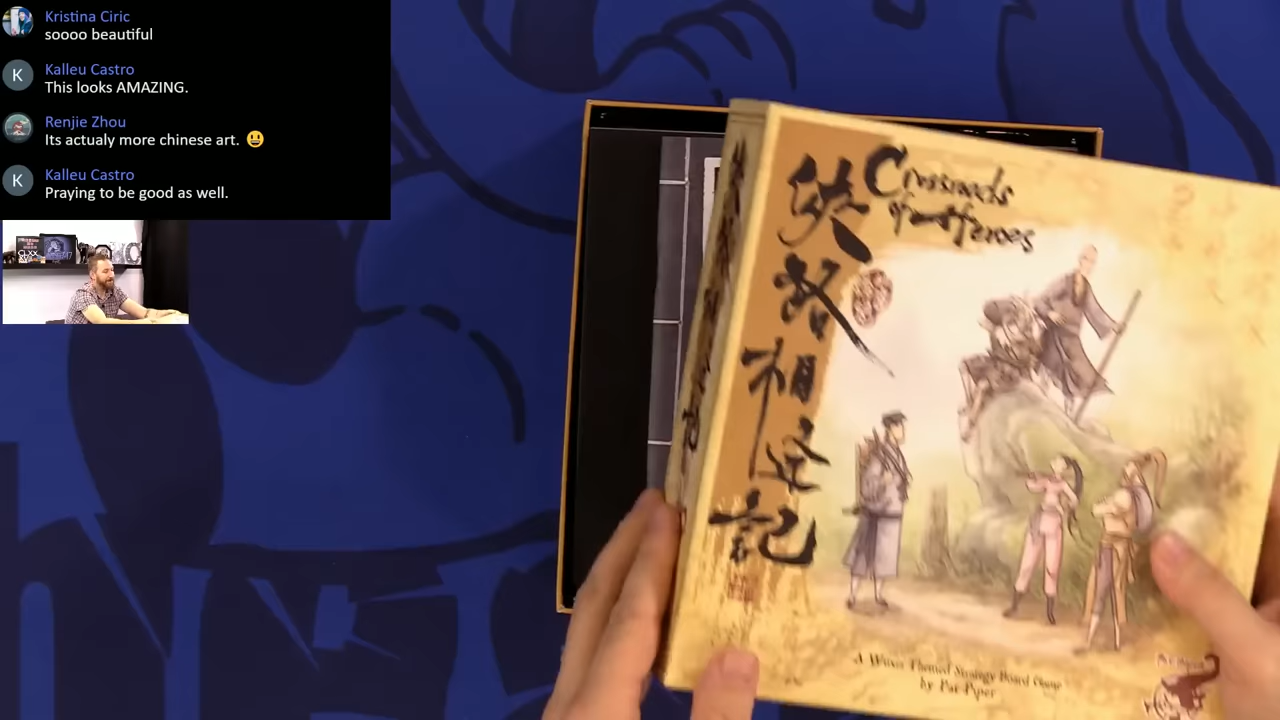 Kristina Ciric
soooo beautiful
Kalleu Castro
This looks AMAZING.
Renjie Zhou
Its actualy more chinese art. 😃
Kalleu Castro
Praying to be good as well.
Crossroads
of Heroes
俠路相逢記
A Wuxia Themed Strategy Board Game
by Pat Piper